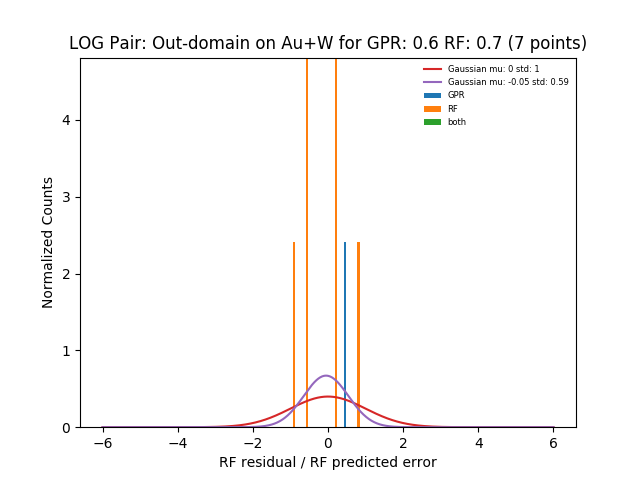 LOG Pair: Out-domain on Au+W for GPR: 0.6 RF: 0.7 (7 points)
Gaussian mu: 0 std: 1
Gaussian mu: -0.05 std: 0.59
GPR
RF
both
Normalized Counts
4
3
2
1
0
−6
−4
−2
0
2
4
6
RF residual / RF predicted error